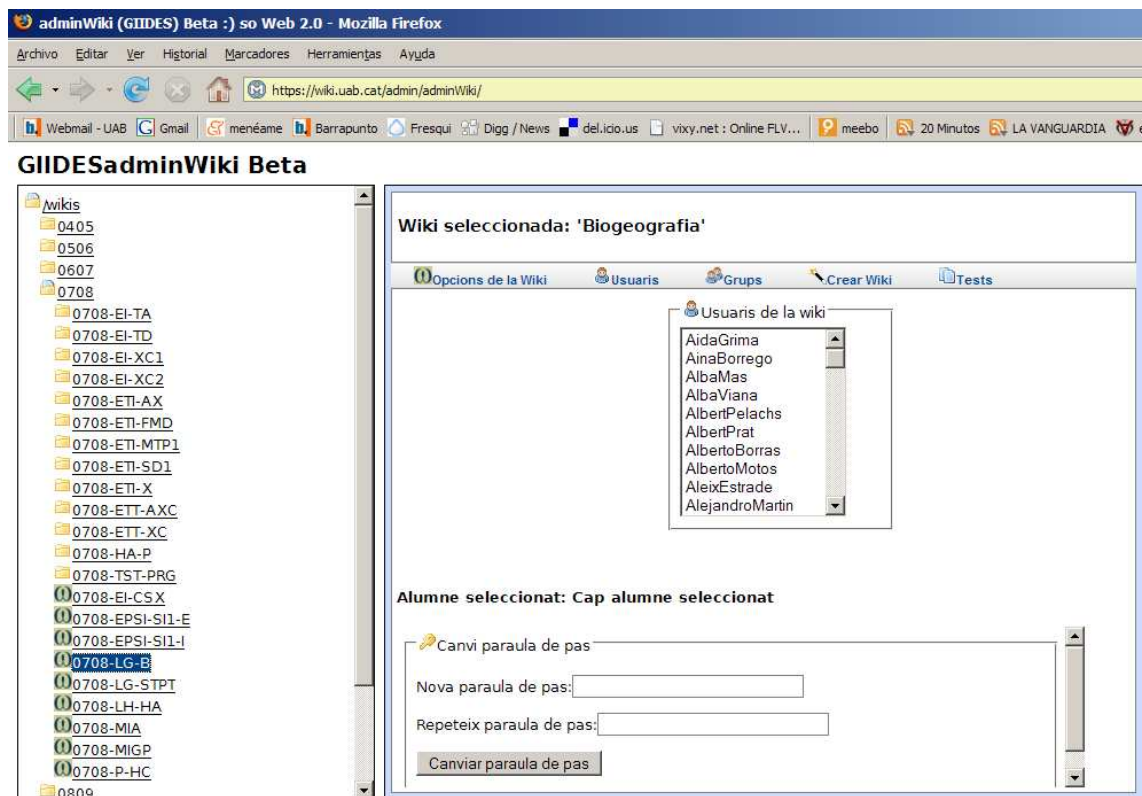 adminWiki (GIIDES) Beta :) so Web 2.0 - Mozilla Firefox
Archivo Editar Ver Historial Marcadores Herramientas Ayuda
https://wiki.uab.cat/admin/adminWiki/
Webmail - UAB Gmail menéame Barrapunto Fresqui Digg / News del.icio.us vixy.net : Online FLV... meebo 20 Minutos LA VANGUARDIA
GIIDESadminWiki Beta
/wikis
0405
0506
0607
0708
0708-EI-TA
0708-EI-TD
0708-EI-XC1
0708-EI-XC2
0708-ETI-AX
0708-ETI-FMD
0708-ETI-MTP1
0708-ETI-SD1
0708-ETI-X
0708-ETT-AXC
0708-ETT-XC
0708-HA-P
0708-TST-PRG
0708-EI-CSX
0708-EPSI-SI1-E
0708-EPSI-SI1-I
0708-LG-B
0708-LG-STPT
0708-LH-HA
0708-MIA
0708-MIGP
0708-P-HC
0809
Wiki seleccionada: 'Biogeografia'
Opcions de la Wiki Usuaris Grups Crear Wiki Tests
Usuaris de la wiki
AidaGrima
AinaBorrego
AlbaMas
AlbaViana
AlbertPelachs
AlbertPrat
AlbertoBorras
AlbertoMotos
AleixEstrade
AlejandroMartin
Alumne seleccionat: Cap alumne seleccionat
Canvi paraula de pas
Nova paraula de pas:
Repeteix paraula de pas:
Canviar paraula de pas